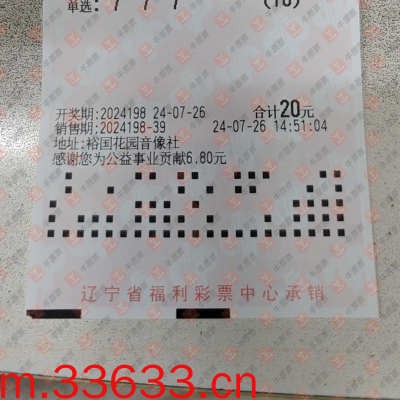 单选: 7 7 7 (10)
开奖期:2024198 24-07-26 合计20元
销售期:2024198-39 24-07-26 14:51:04
地址:裕国花园音像社
感谢您为公益事业贡献6.80元
辽宁省福利彩票中心承销
m.33633.cn